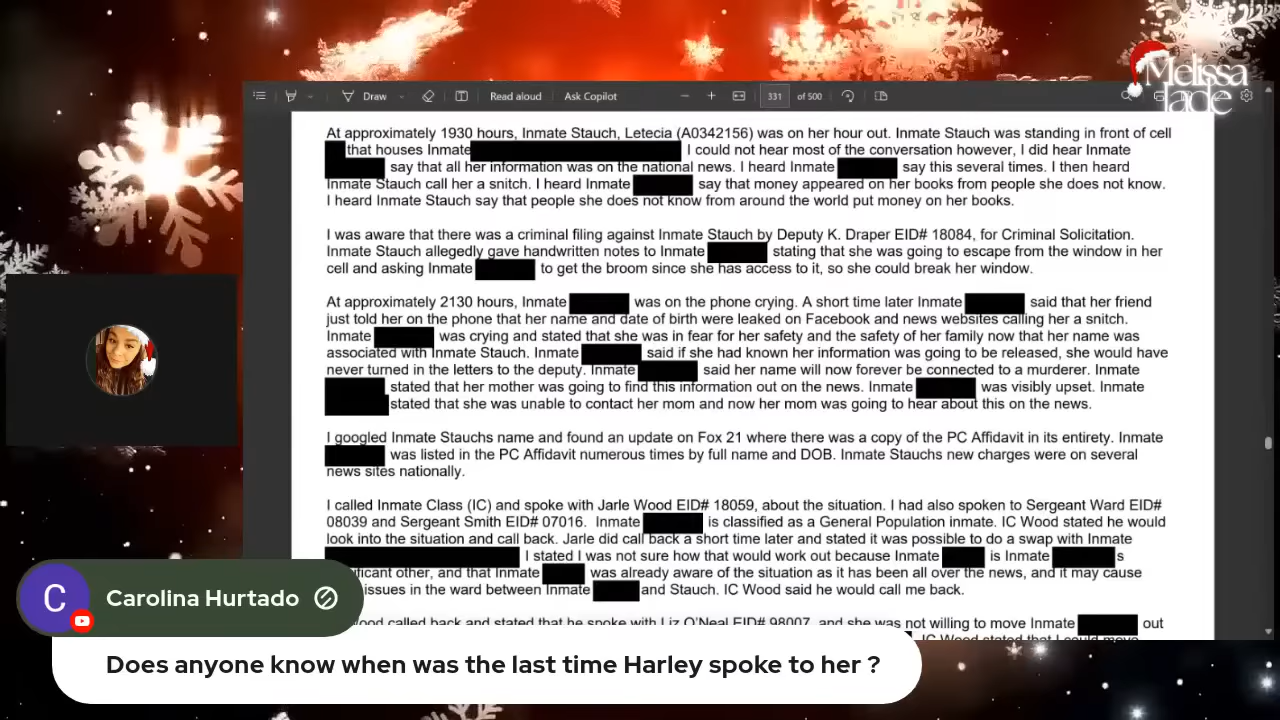 Melissa
Jade
Draw
Read aloud
Ask Copilot
331
of 500
At approximately 1930 hours, Inmate Stauch, Letecia (A0342156) was on her hour out. Inmate Stauch was standing in front of cell
that houses Inmate I could not hear most of the conversation however, I did hear Inmate
say that all her information was on the national news. I heard Inmate say this several times. I then heard
Inmate Stauch call her a snitch. I heard Inmate say that money appeared on her books from people she does not know.
I heard Inmate Stauch say that people she does not know from around the world put money on her books.
I was aware that there was a criminal filing against Inmate Stauch by Deputy K. Draper EID# 18084, for Criminal Solicitation.
Inmate Stauch allegedly gave handwritten notes to Inmate stating that she was going to escape from the window in her
cell and asking Inmate to get the broom since she has access to it, so she could break her window.
At approximately 2130 hours, Inmate was on the phone crying. A short time later Inmate said that her friend
just told her on the phone that her name and date of birth were leaked on Facebook and news websites calling her a snitch.
Inmate was crying and stated that she was in fear for her safety and the safety of her family now that her name was
associated with Inmate Stauch. Inmate said if she had known her information was going to be released, she would have
never turned in the letters to the deputy. Inmate said her name will now forever be connected to a murderer. Inmate
stated that her mother was going to find this information out on the news. Inmate was visibly upset. Inmate
stated that she was unable to contact her mom and now her mom was going to hear about this on the news.
I googled Inmate Stauchs name and found an update on Fox 21 where there was a copy of the PC Affidavit in its entirety. Inmate
was listed in the PC Affidavit numerous times by full name and DOB. Inmate Stauchs new charges were on several
news sites nationally.
I called Inmate Class (IC) and spoke with Jarle Wood EID# 18059, about the situation. I had also spoken to Sergeant Ward EID#
08039 and Sergeant Smith EID# 07016. Inmate is classified as a General Population inmate. IC Wood stated he would
look into the situation and call back. Jarle did call back a short time later and stated it was possible to do a swap with Inmate
I stated I was not sure how that would work out because Inmate is Inmate s
ificant other, and that Inmate was already aware of the situation as it has been all over the news, and it may cause
issues in the ward between Inmate and Stauch. IC Wood said he would call me back.
ood called back and stated that he spoke with Liz O'Neal EID# 98007, and she was not willing to move Inmate out
IC Wood stated that I could move
C
Carolina Hurtado
Does anyone know when was the last time Harley spoke to her ?